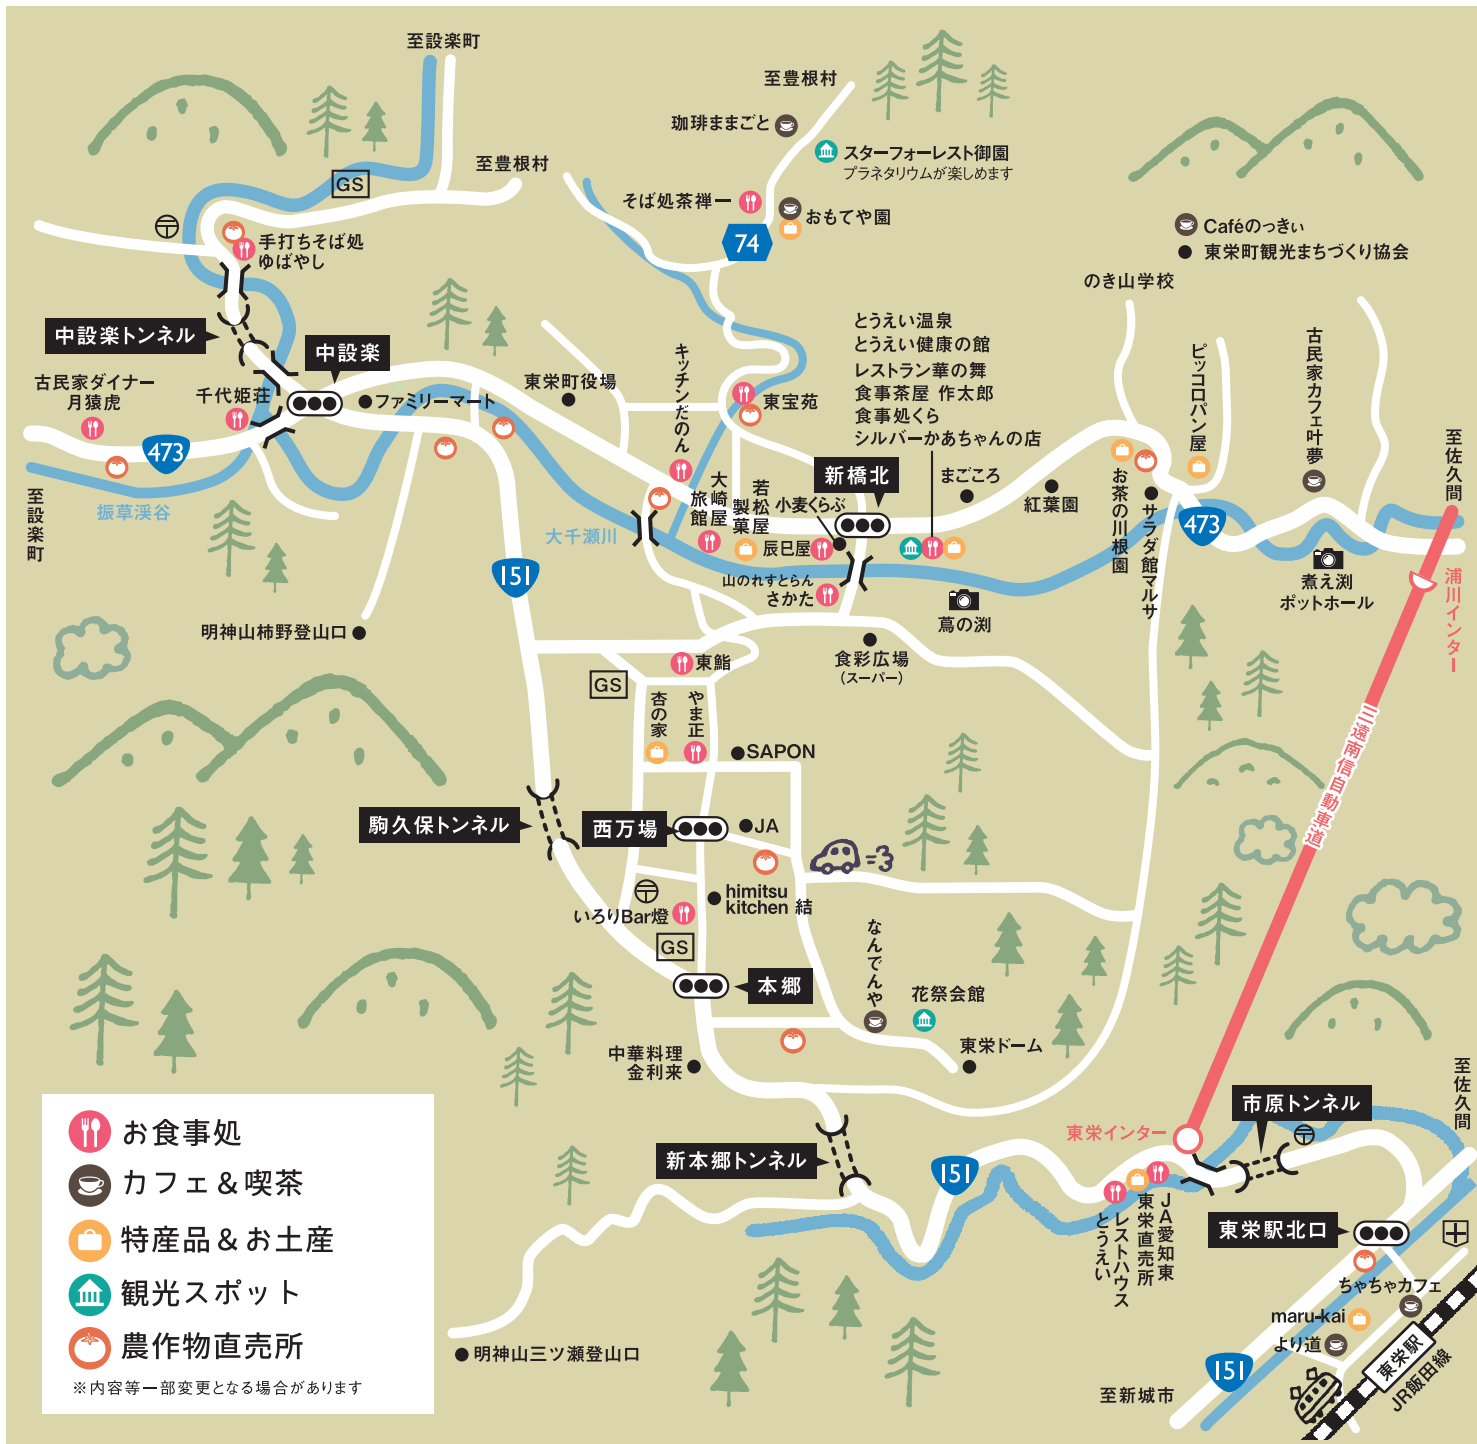 至設楽町
至豊根村
珈琲ままごと
スターフォーレスト御園
プラネタリウムが楽しめます
至豊根村
GS
そば処茶禅一
おもてや園
74
Caféのっきぃ
東栄町観光まちづくり協会
手打ちそば処
ゆばやし
のき山学校
中設楽トンネル
中設楽
とうえい温泉
とうえい健康の館
レストラン華の舞
食事茶屋 作太郎
食事処くら
シルバーかあちゃんの店
キッチンだのん
ピッコロパン屋
古民家カフェ叶夢
古民家ダイナー
月猿虎
千代姫荘
ファミリーマート
東栄町役場
東宝苑
473
至佐久間
新橋北
まごころ
紅葉園
お茶の川根園
サラダ館マルサ
473
至設楽町
振草渓谷
大千瀬川
大崎屋
旅館
若松屋
製菓
小麦くらぶ
辰巳屋
山のれすとらん
さかた
151
蔦の渕
煮え渕
ポットホール
浦川インター
明神山柿野登山口
食彩広場
(スーパー)
東鮨
GS
杏の家
やま正
SAPON
三遠南信自動車道
駒久保トンネル
西万場
JA
himitsu
kitchen 結
いろりBar燈
GS
なんでんや
本郷
花祭会館
中華料理
金利来
東栄ドーム
至佐久間
市原トンネル
東栄インター
新本郷トンネル
151
JA愛知東
東栄直売所
レストハウス
とうえい
東栄駅北口
ちゃちゃカフェ
maru-kai
より道
東栄駅
JR飯田線
151
至新城市
明神山三ツ瀬登山口
お食事処
カフェ＆喫茶
特産品＆お土産
観光スポット
農作物直売所
※内容等一部変更となる場合があります